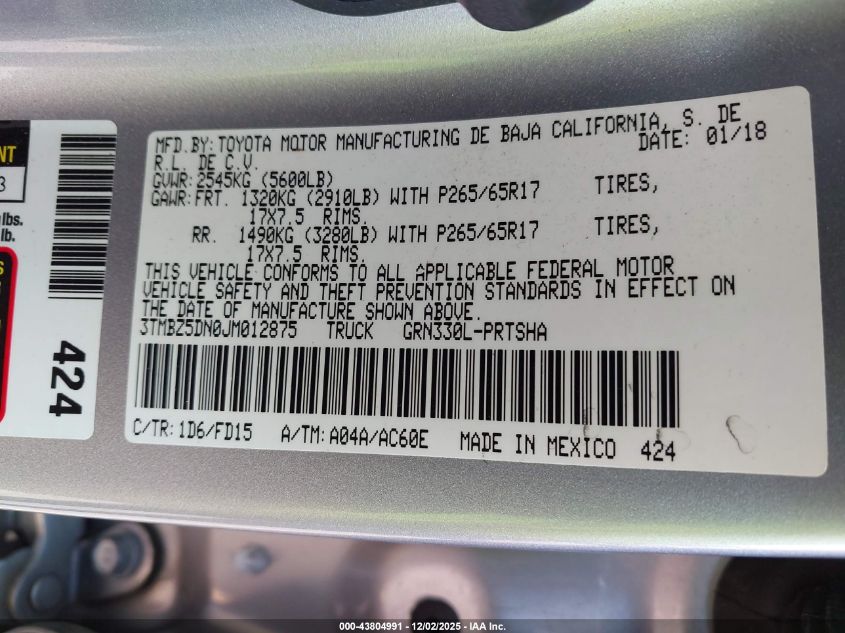 NT
3
lbs.
lb.
S
424
MFD.BY:TOYOTA MOTOR MANUFACTURING DE BAJA CALIFORNIA, S. DE
R.L. DE C.V. DATE: 01/18
GVWR:2545KG (5600LB)
GAWR:FRT. 1320KG (2910LB) WITH P265/65R17 TIRES,
17X7.5 RIMS.
RR. 1490KG (3280LB) WITH P265/65R17 TIRES,
17X7.5 RIMS.
THIS VEHICLE CONFORMS TO ALL APPLICABLE FEDERAL MOTOR
VEHICLE SAFETY AND THEFT PREVENTION STANDARDS IN EFFECT ON
THE DATE OF MANUFACTURE SHOWN ABOVE.
3TMBZ5DN0JM012875 TRUCK GRN330L-PRTSHA
C/TR:1D6/FD15 A/TM:A04A/AC60E MADE IN MEXICO 424
000-43804991 - 12/02/2025 - IAA Inc.